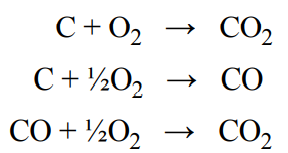 C + O₂ → CO₂
C + ½O₂ → CO
CO + ½O₂ → CO₂